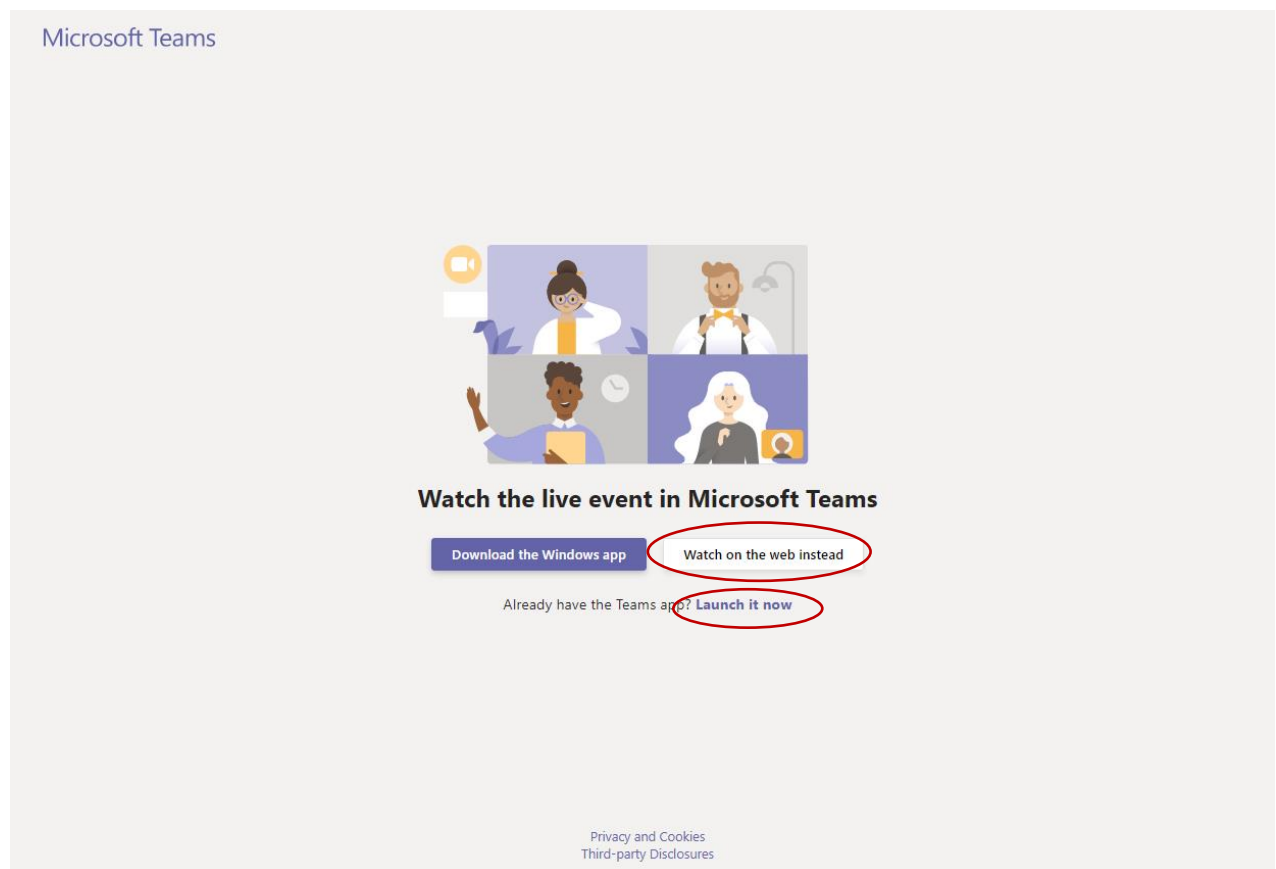 Microsoft Teams
Watch the live event in Microsoft Teams
Download the Windows app Watch on the web instead
Already have the Teams app? Launch it now
Privacy and Cookies
Third-party Disclosures